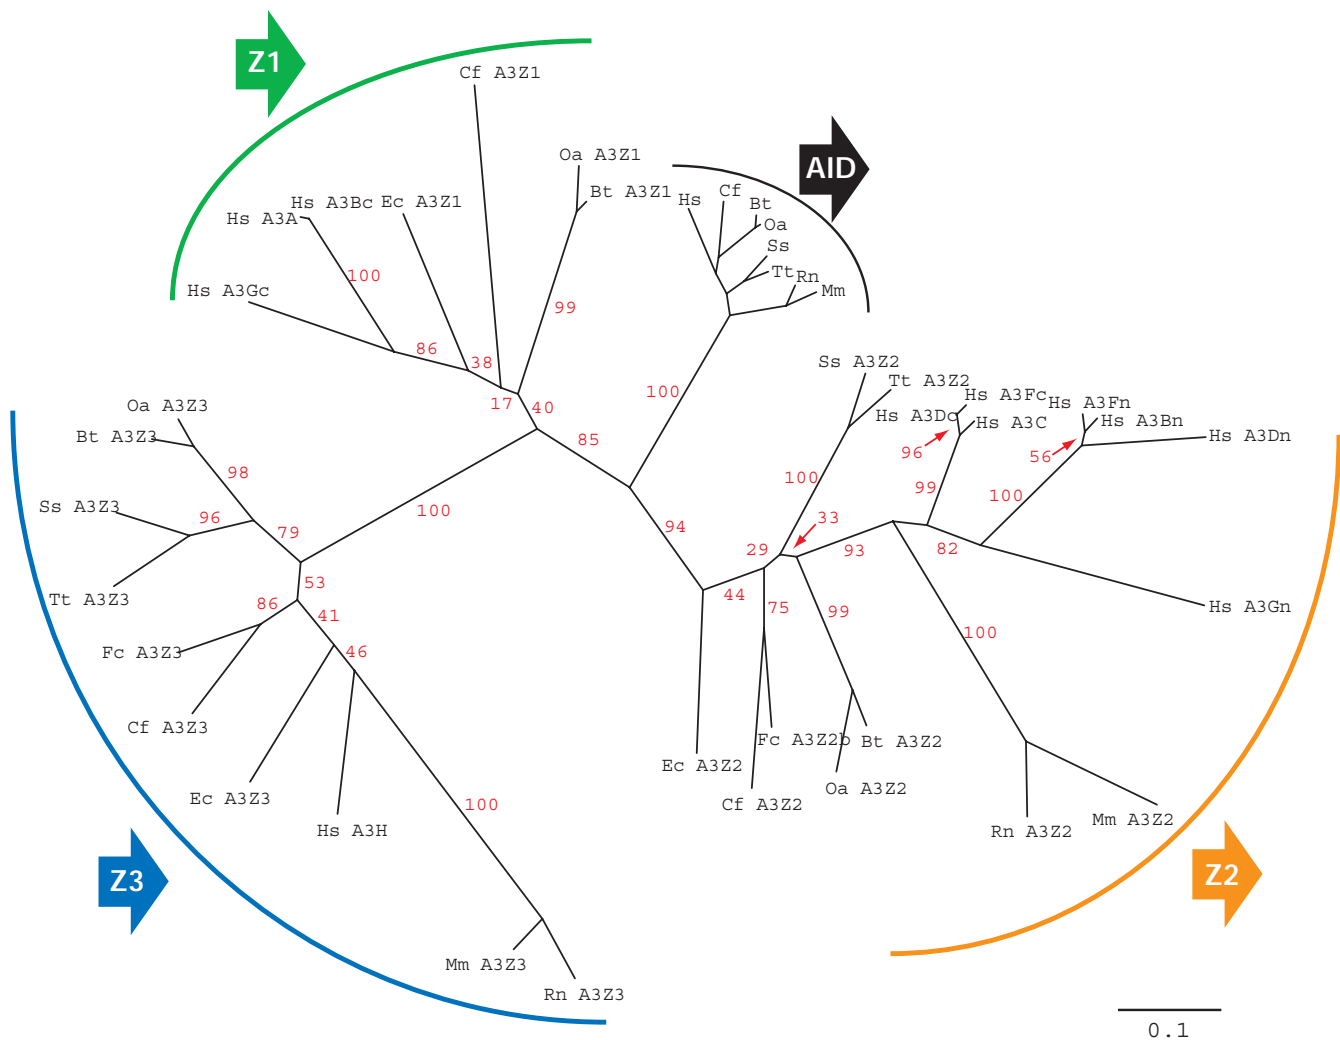 Z1
Cf A3Z1
Oa A3Z1
Bt A3Z1
Hs A3Bc
Ec A3Z1
Hs A3A
Hs A3Gc
100
86
38
99
17
40
85
AID
Hs
Cf
Bt
Oa
Ss
Tt
Rn
Mm
100
Ss A3Z2
Tt A3Z2
Hs A3Dc
Hs A3Fc
Hs A3C
Hs A3Fn
Hs A3Bn
Hs A3Dn
96
56
100
99
100
33
29
93
82
94
44
75
99
100
Hs A3Gn
Ec A3Z2
Fc A3Z2b
Bt A3Z2
Cf A3Z2
Oa A3Z2
Rn A3Z2
Mm A3Z2
Z2
Oa A3Z3
Bt A3Z3
98
Ss A3Z3
96
79
100
Tt A3Z3
53
86
41
46
Fc A3Z3
Cf A3Z3
Ec A3Z3
Hs A3H
100
Z3
Mm A3Z3
Rn A3Z3
0.1